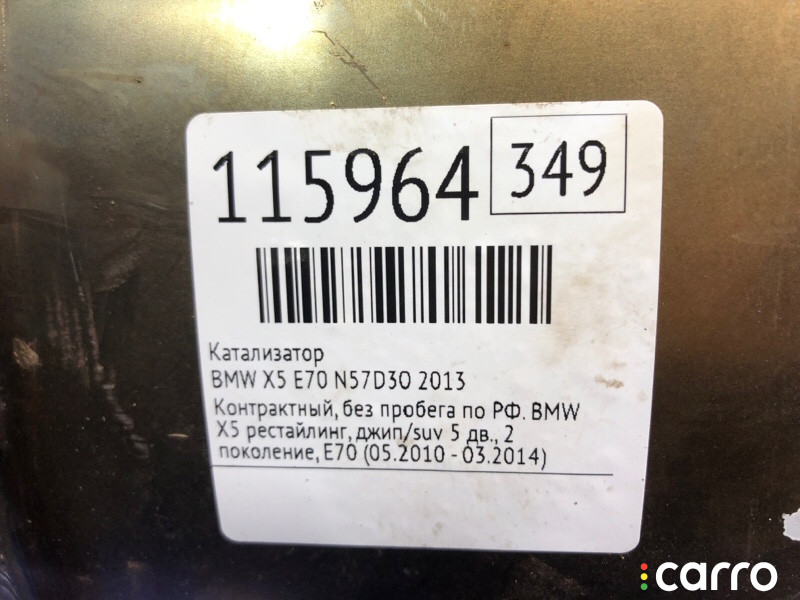 115964 349
Катализатор
BMW X5 E70 N57D30 2013
Контрактный, без пробега по РФ. BMW
X5 рестайлинг, джип/suv 5 дв., 2
поколение, E70 (05.2010 - 03.2014)
carro